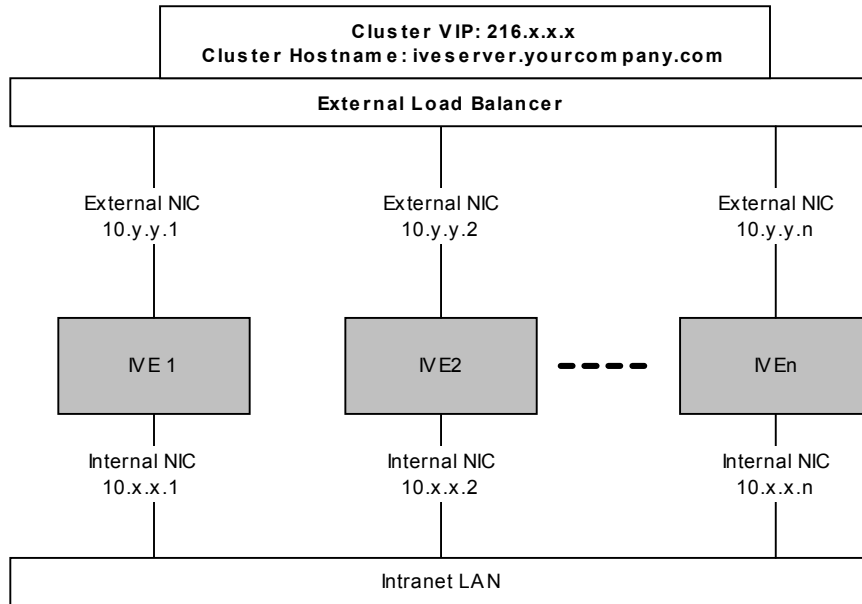 Cluster VIP: 216.x.x.x
Cluster Hostname: iveserver.yourcompany.com
External Load Balancer
External NIC
10.y.y.1
External NIC
10.y.y.2
External NIC
10.y.y.n
IVE 1
IVE2
IVEn
Internal NIC
10.x.x.1
Internal NIC
10.x.x.2
Internal NIC
10.x.x.n
Intranet LAN